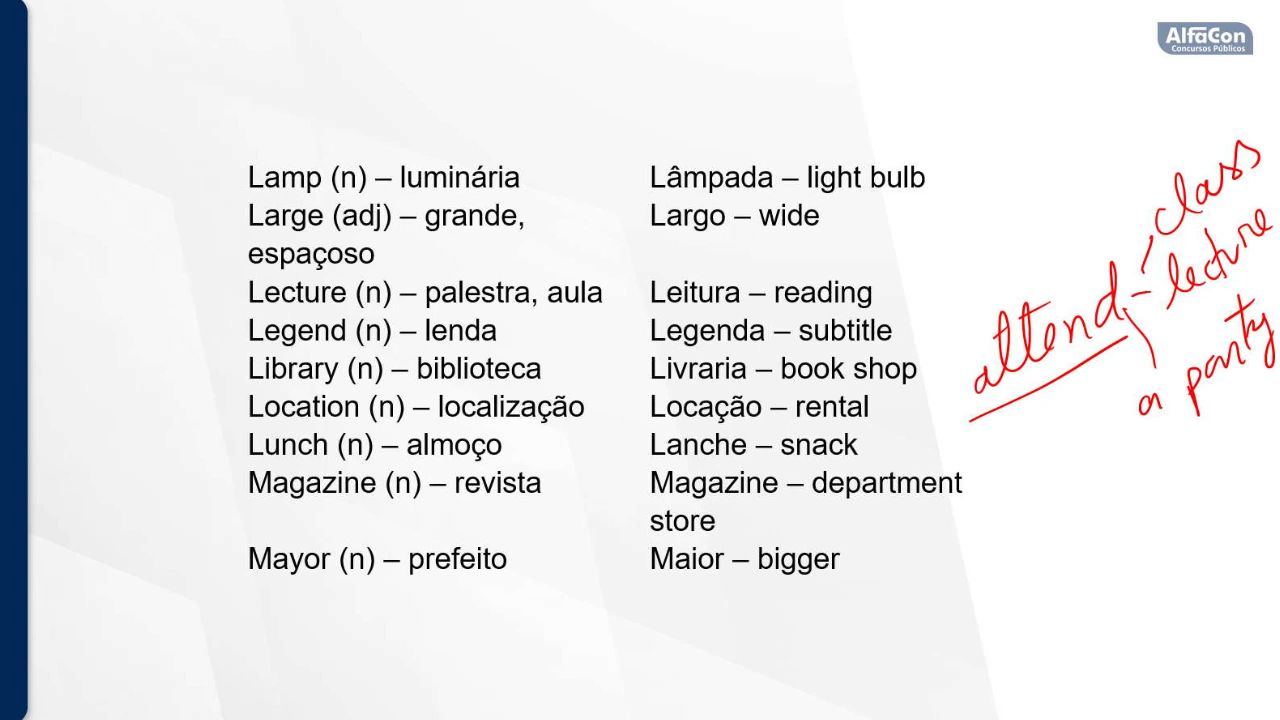 AlfaCon
Concursos Públicos
Lamp (n) – luminária
Large (adj) – grande,
espaçoso
Lecture (n) – palestra, aula
Legend (n) – lenda
Library (n) – biblioteca
Location (n) – localização
Lunch (n) – almoço
Magazine (n) – revista
Mayor (n) – prefeito
Lâmpada – light bulb
Largo – wide
Leitura – reading
Legenda – subtitle
Livraria – book shop
Locação – rental
Lanche – snack
Magazine – department
store
Maior – bigger
attend
class
lecture
a party